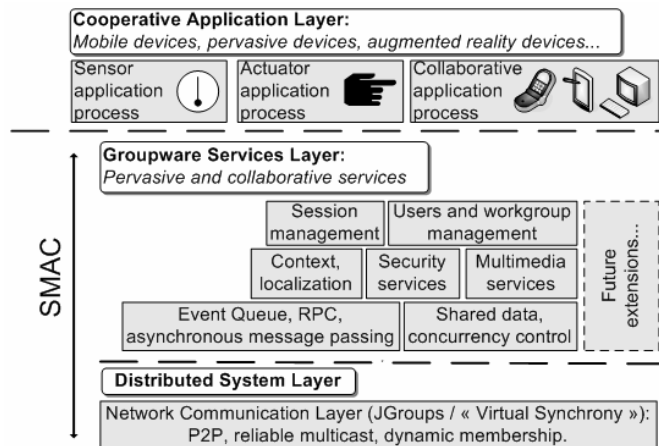 Cooperative Application Layer:
Mobile devices, pervasive devices, augmented reality devices...
Sensor
application
process
Actuator
application
process
Collaborative
application
process
SMAC
Groupware Services Layer:
Pervasive and collaborative services
Session
management
Users and workgroup
management
Context,
localization
Security
services
Multimedia
services
Event Queue, RPC,
asynchronous message passing
Shared data,
concurrency control
Future
extensions...
Distributed System Layer
Network Communication Layer (JGroups / « Virtual Synchrony »):
P2P, reliable multicast, dynamic membership.